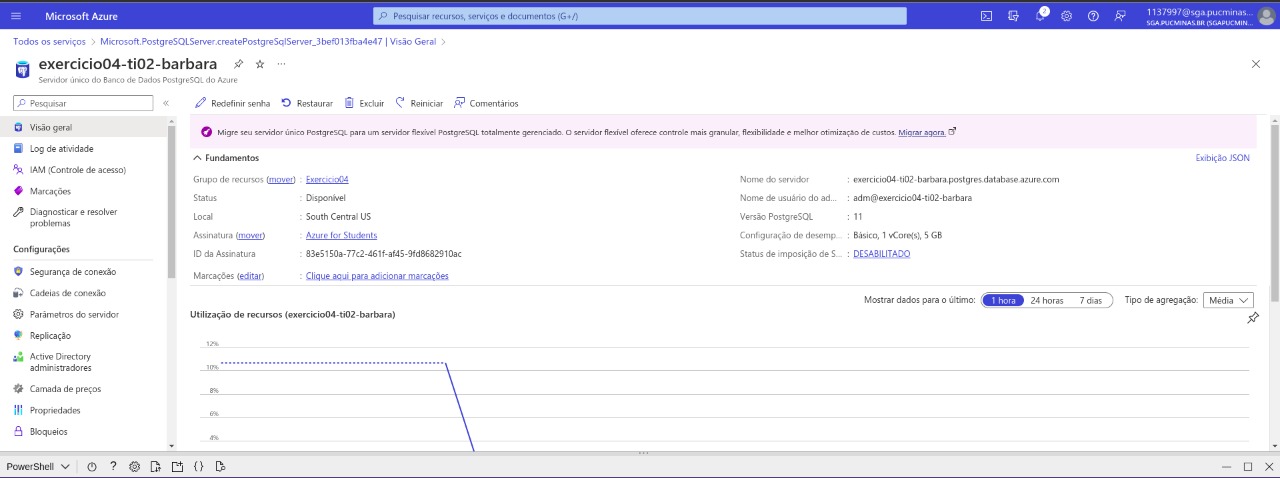 Microsoft Azure
Pesquisar recursos, serviços e documentos (G+/)
2
1137997@sga.pucminas...
SGA.PUCMINAS.BR (SGAPUCMIN...
Todos os serviços > Microsoft.PostgreSQLServer.createPostgreSqlServer_3bef013fba4e47 | Visão Geral >
exercicio04-ti02-barbara
Servidor único do Banco de Dados PostgreSQL do Azure
Pesquisar
Visão geral
Log de atividade
IAM (Controle de acesso)
Marcações
Diagnosticar e resolver
problemas
Configurações
Segurança de conexão
Cadeias de conexão
Parâmetros do servidor
Replicação
Active Directory
administradores
Camada de preços
Propriedades
Bloqueios
Redefinir senha Restaurar Excluir Reiniciar Comentários
Migre seu servidor único PostgreSQL para um servidor flexível PostgreSQL totalmente gerenciado. O servidor flexível oferece controle mais granular, flexibilidade e melhor otimização de custos. Migrar agora.
Fundamentos
Exibição JSON
Grupo de recursos (mover) : Exercicio04
Status : Disponível
Local : South Central US
Assinatura (mover) : Azure for Students
ID da Assinatura : 83e5150a-77c2-461f-af45-9fd8682910ac
Marcações (editar) : Clique aqui para adicionar marcações
Nome do servidor : exercicio04-ti02-barbara.postgres.database.azure.com
Nome de usuário do ad... : adm@exercicio04-ti02-barbara
Versão PostgreSQL : 11
Configuração de desemp... : Básico, 1 vCore(s), 5 GB
Status de imposição de S... : DESABILITADO
Mostrar dados para o último: 1 hora 24 horas 7 dias Tipo de agregação: Média
Utilização de recursos (exercicio04-ti02-barbara)
12%
10%
8%
6%
4%
PowerShell